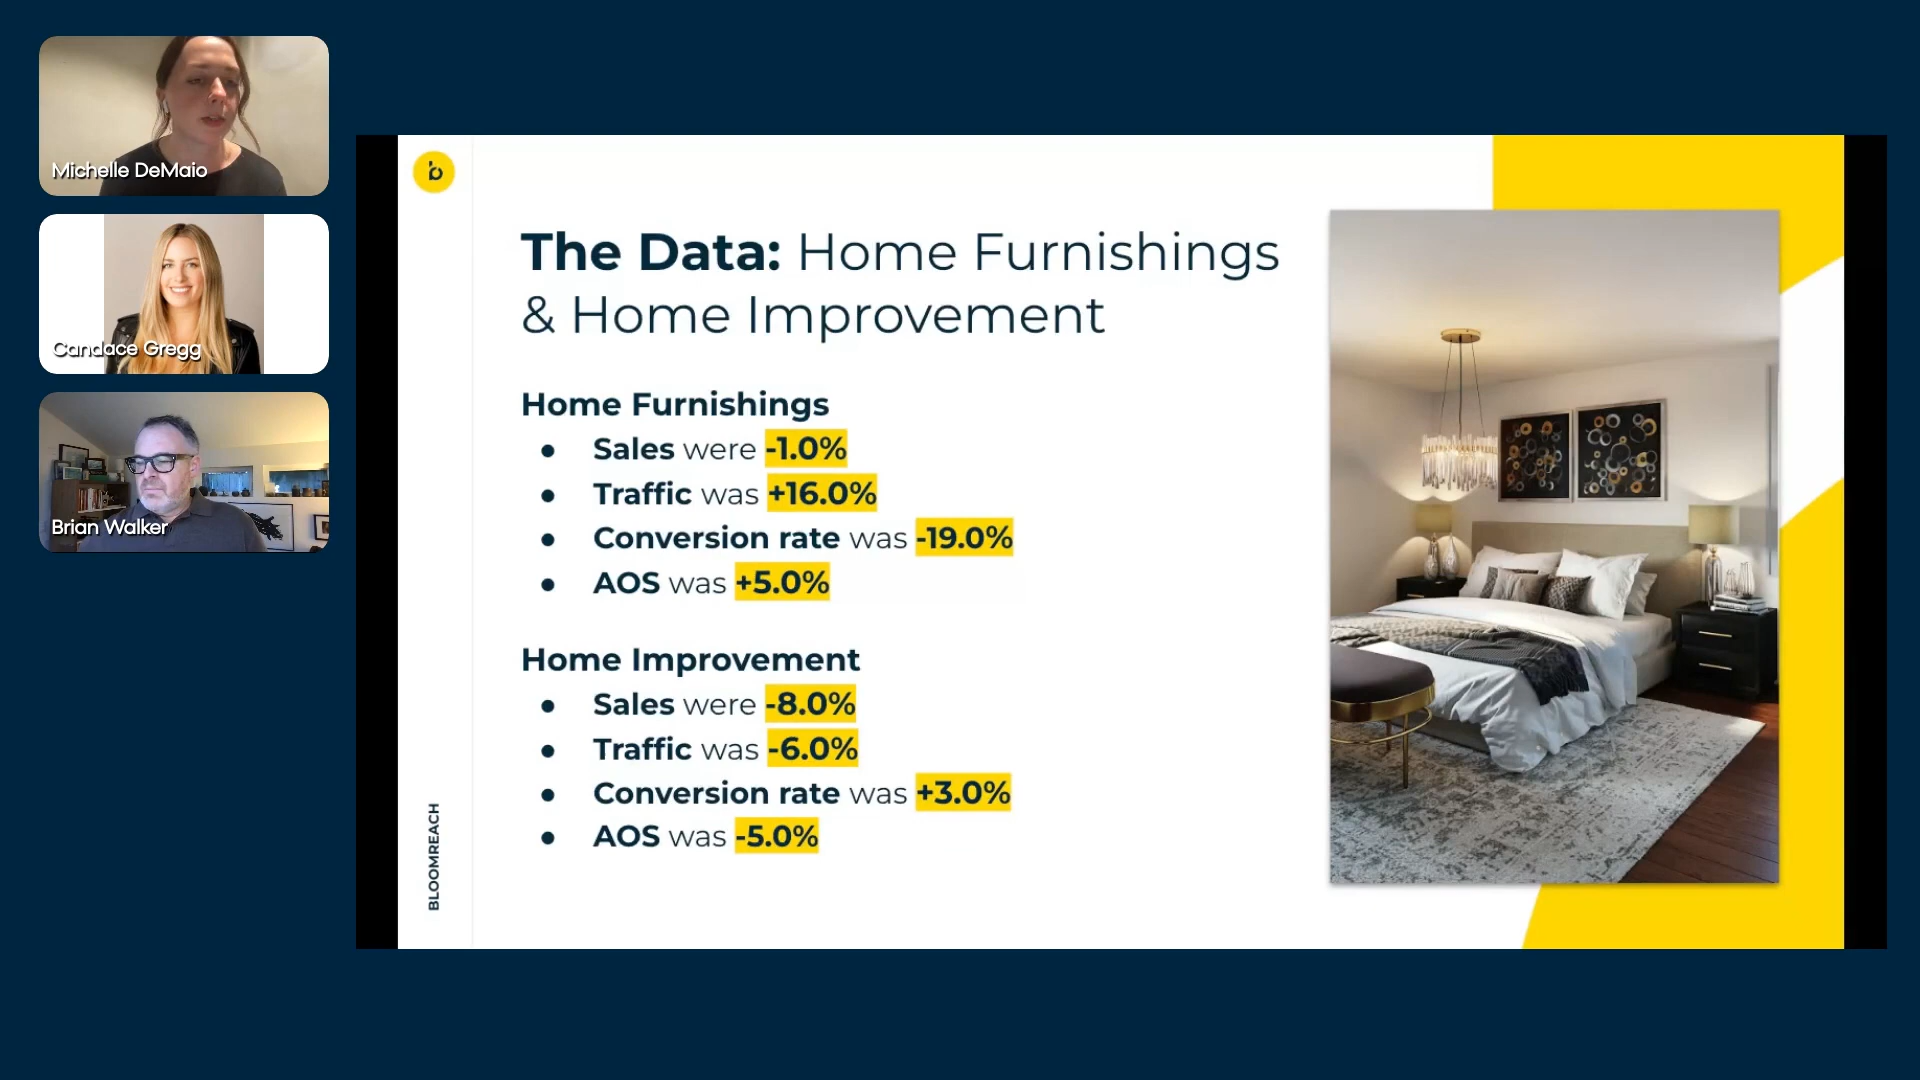 Michelle DeMaio
Candace Gregg
Brian Walker
b
The Data: Home Furnishings
& Home Improvement
Home Furnishings
● Sales were -1.0%
● Traffic was +16.0%
● Conversion rate was -19.0%
● AOS was +5.0%
Home Improvement
● Sales were -8.0%
● Traffic was -6.0%
● Conversion rate was +3.0%
● AOS was -5.0%
BLOOMREACH